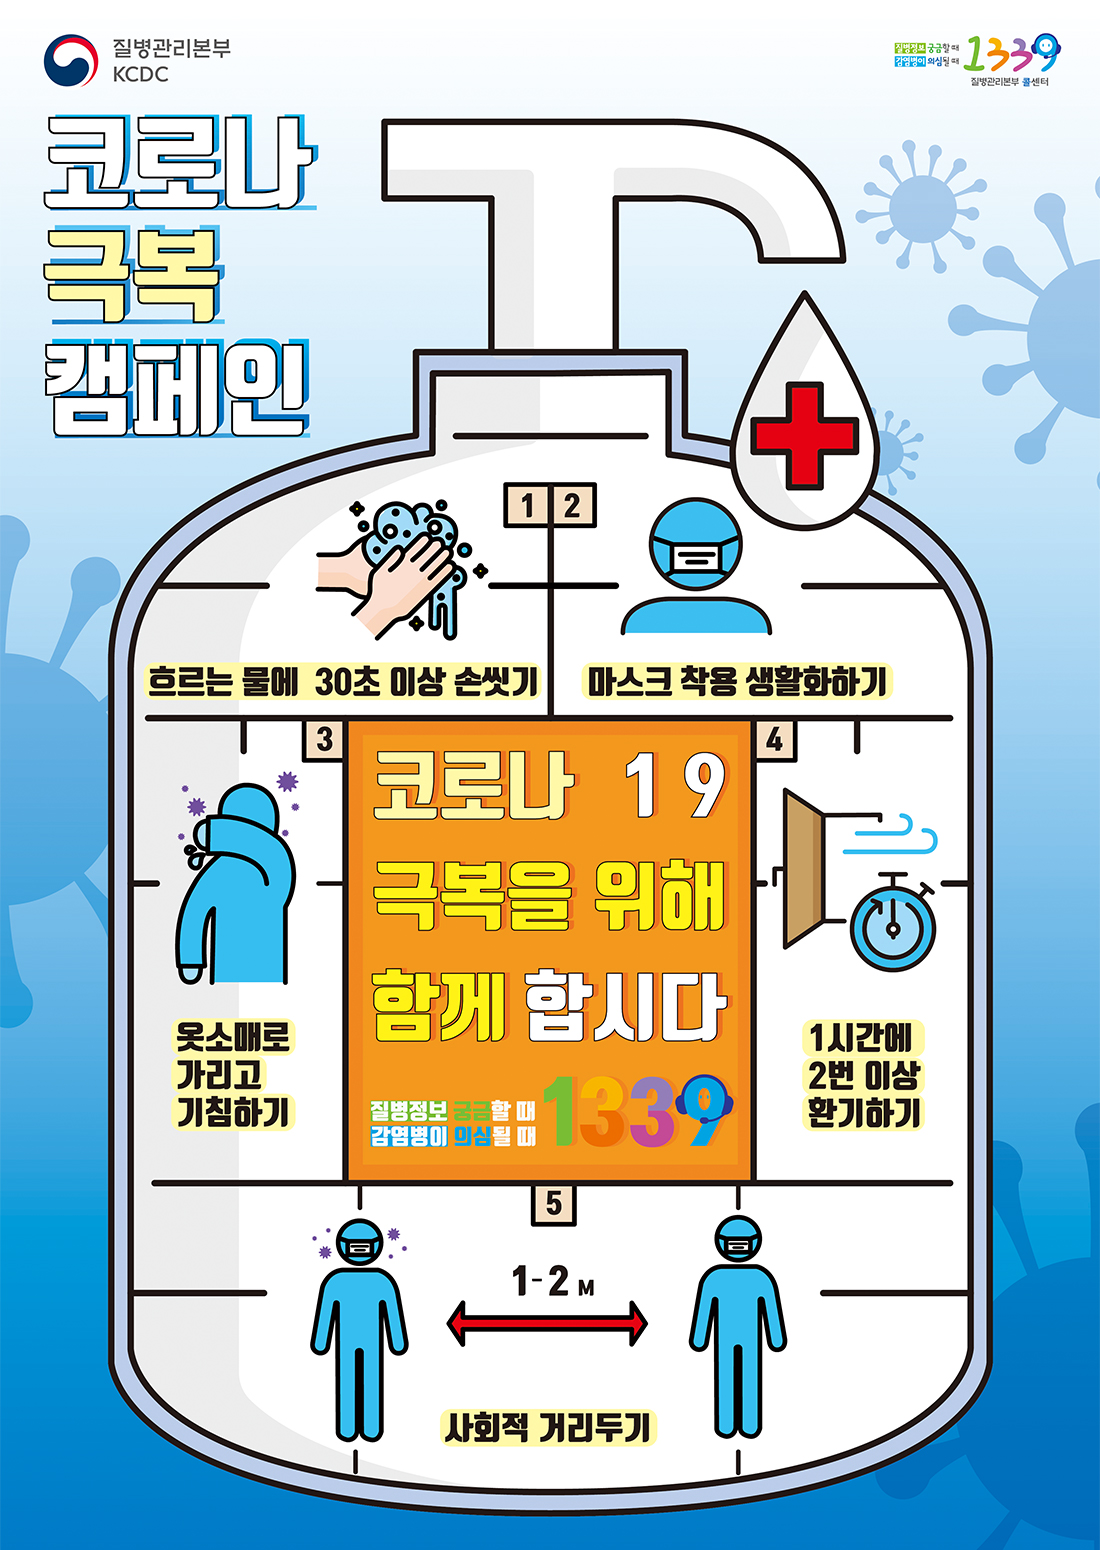 질병관리본부
KCDC
질병정보 궁금할 때
감염병이 의심될 때
1339
질병관리본부 콜센터
코로나
극복
캠페인
1
2
흐르는 물에 30초 이상 손씻기
마스크 착용 생활화하기
3
4
코로나 19
극복을 위해
함께 합시다
질병정보 궁금할 때
감염병이 의심될 때
1339
옷소매로
가리고
기침하기
1시간에
2번 이상
환기하기
5
1-2 M
사회적 거리두기